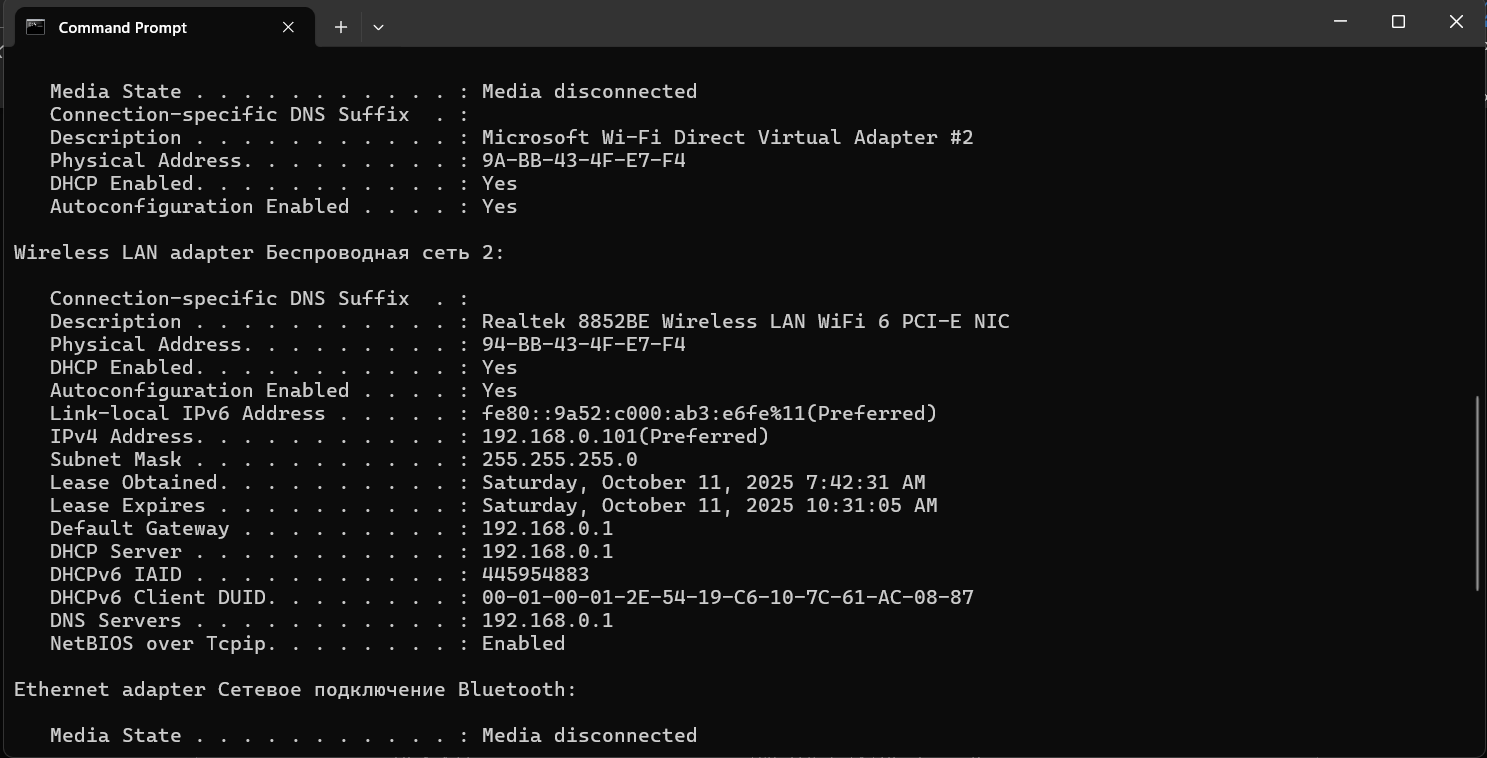 Command Prompt
Media State . . . . . . . . . . . : Media disconnected
Connection-specific DNS Suffix  . :
Description . . . . . . . . . . . : Microsoft Wi-Fi Direct Virtual Adapter #2
Physical Address. . . . . . . . . : 9A-BB-43-4F-E7-F4
DHCP Enabled. . . . . . . . . . . : Yes
Autoconfiguration Enabled . . . . : Yes
Wireless LAN adapter Беспроводная сеть 2:
Connection-specific DNS Suffix  . :
Description . . . . . . . . . . . : Realtek 8852BE Wireless LAN WiFi 6 PCI-E NIC
Physical Address. . . . . . . . . : 94-BB-43-4F-E7-F4
DHCP Enabled. . . . . . . . . . . : Yes
Autoconfiguration Enabled . . . . : Yes
Link-local IPv6 Address . . . . . : fe80::9a52:c000:ab3:e6fe%11(Preferred)
IPv4 Address. . . . . . . . . . . : 192.168.0.101(Preferred)
Subnet Mask . . . . . . . . . . . : 255.255.255.0
Lease Obtained. . . . . . . . . . : Saturday, October 11, 2025 7:42:31 AM
Lease Expires . . . . . . . . . . : Saturday, October 11, 2025 10:31:05 AM
Default Gateway . . . . . . . . . : 192.168.0.1
DHCP Server . . . . . . . . . . . : 192.168.0.1
DHCPv6 IAID . . . . . . . . . . . : 445954883
DHCPv6 Client DUID. . . . . . . . : 00-01-00-01-2E-54-19-C6-10-7C-61-AC-08-87
DNS Servers . . . . . . . . . . . : 192.168.0.1
NetBIOS over Tcpip. . . . . . . . : Enabled
Ethernet adapter Сетевое подключение Bluetooth:
Media State . . . . . . . . . . . : Media disconnected